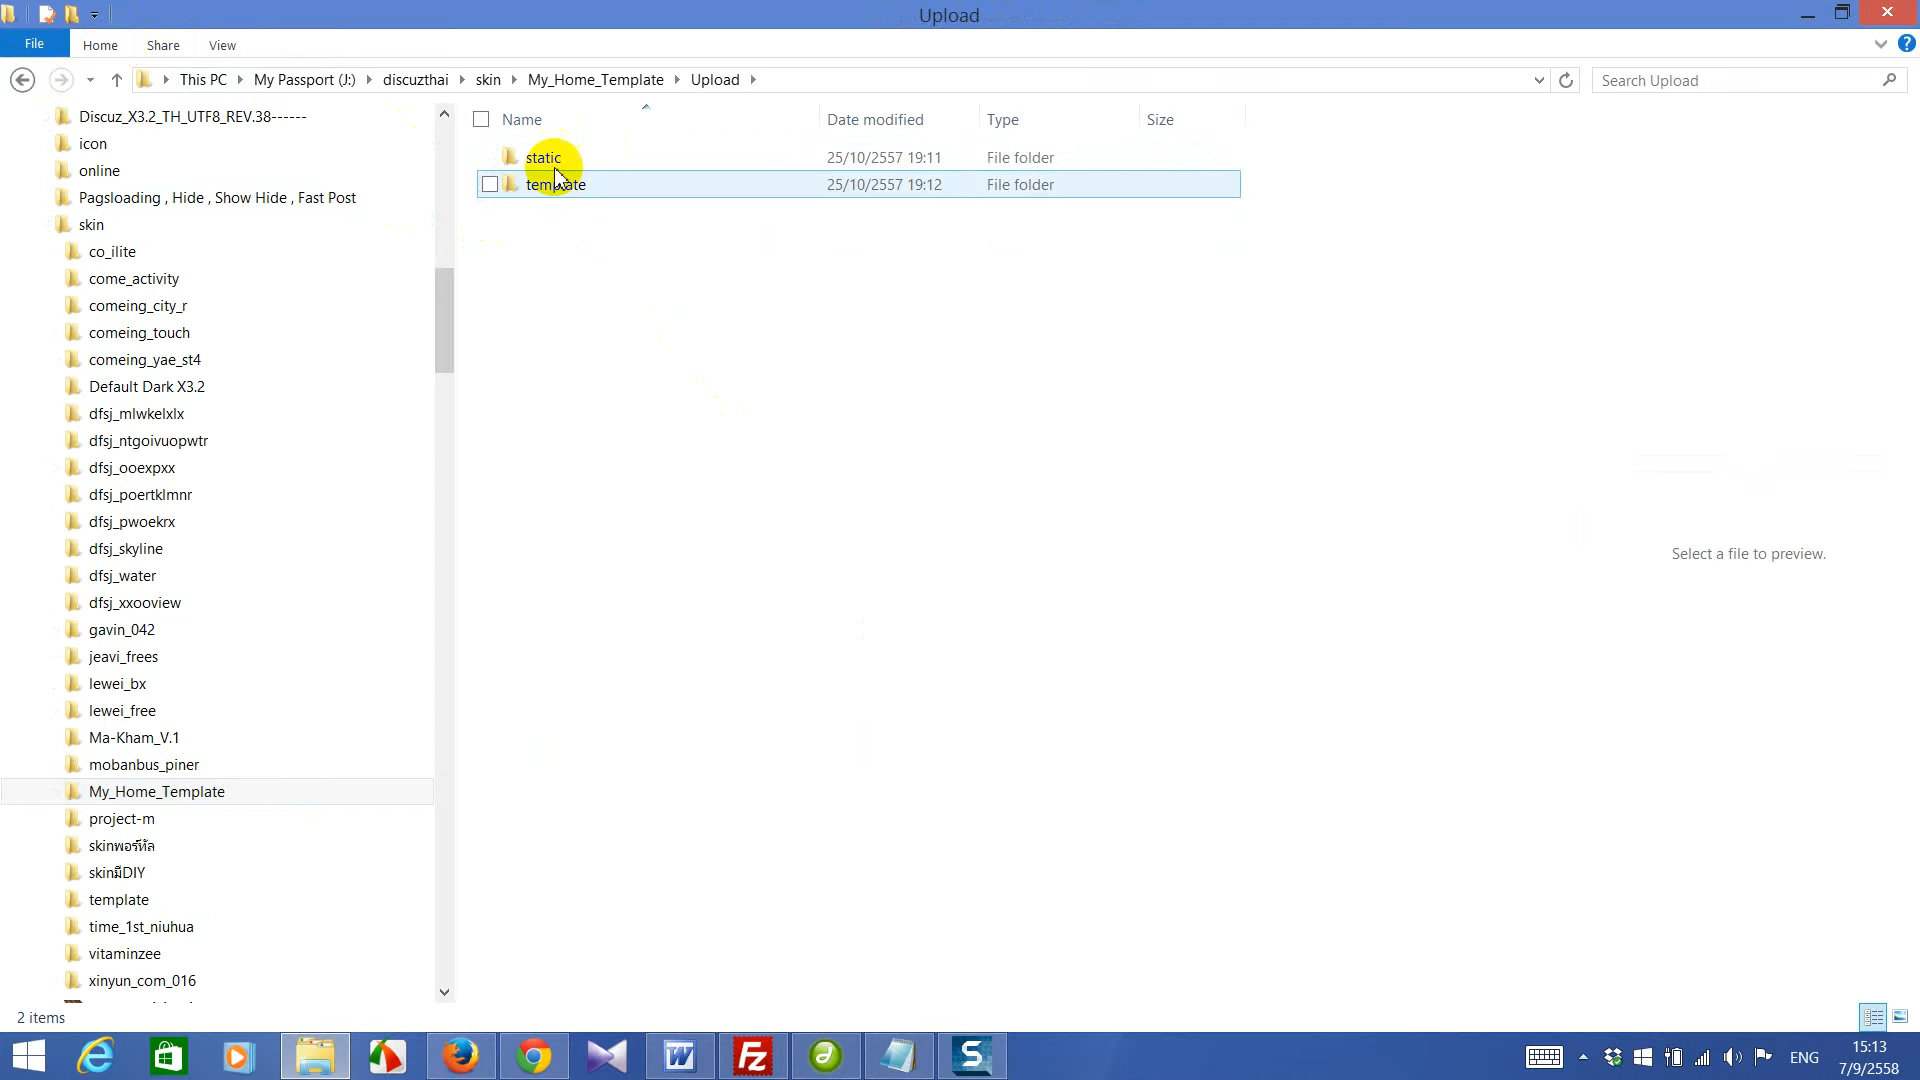 Upload
File
Home
Share
View
This PC
My Passport (J:)
discuzthai
skin
My_Home_Template
Upload
Search Upload
Discuz_X3.2_TH_UTF8_REV.38------
icon
online
Pagsloading , Hide , Show Hide , Fast Post
skin
co_ilite
come_activity
comeing_city_r
comeing_touch
comeing_yae_st4
Default Dark X3.2
dfsj_mlwkelxlx
dfsj_ntgoivuopwtr
dfsj_ooexpxx
dfsj_poertklmnr
dfsj_pwoekrx
dfsj_skyline
dfsj_water
dfsj_xxooview
gavin_042
jeavi_frees
lewei_bx
lewei_free
Ma-Kham_V.1
mobanbus_piner
My_Home_Template
project-m
skinพอร์ทัล
skinมีDIY
template
time_1st_niuhua
vitaminzee
xinyun_com_016
Name
Date modified
Type
Size
static
25/10/2557 19:11
File folder
template
25/10/2557 19:12
File folder
Select a file to preview.
2 items
ENG
15:13
7/9/2558